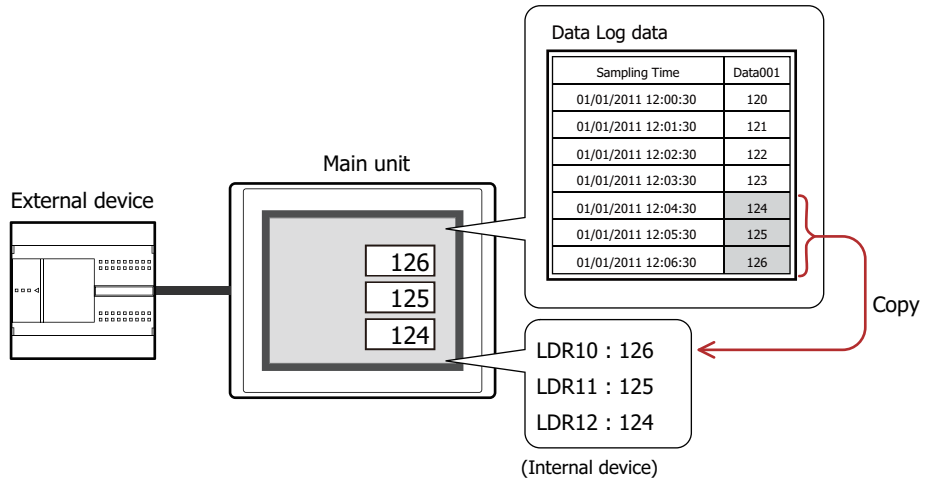 Data Log data
Sampling Time Data001
01/01/2011 12:00:30 120
01/01/2011 12:01:30 121
01/01/2011 12:02:30 122
01/01/2011 12:03:30 123
01/01/2011 12:04:30 124
01/01/2011 12:05:30 125
01/01/2011 12:06:30 126
Main unit
External device
126
125
124
Copy
LDR10 : 126
LDR11 : 125
LDR12 : 124
(Internal device)